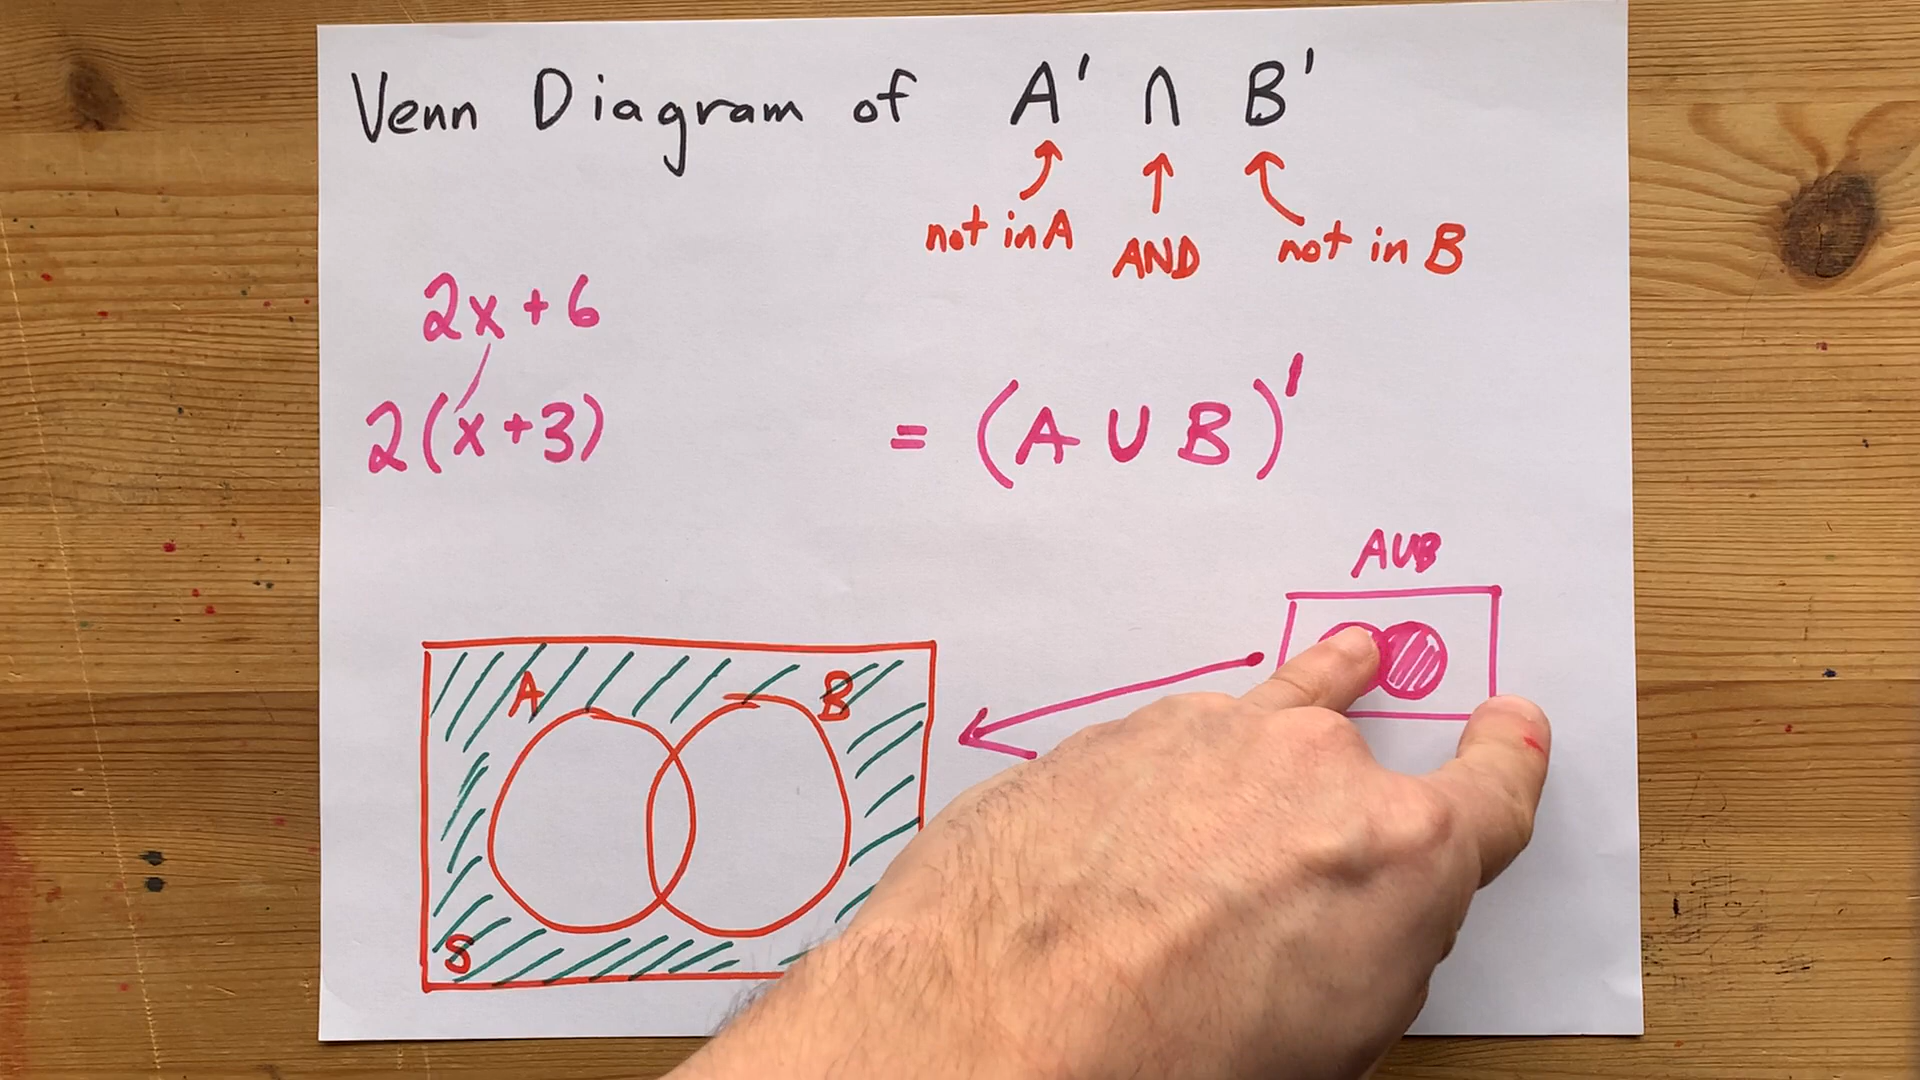 Venn Diagram of A' ∩ B'
not in A AND not in B
2x + 6
2(x+3)
= (A ∪ B)'
A∪B
A B
S